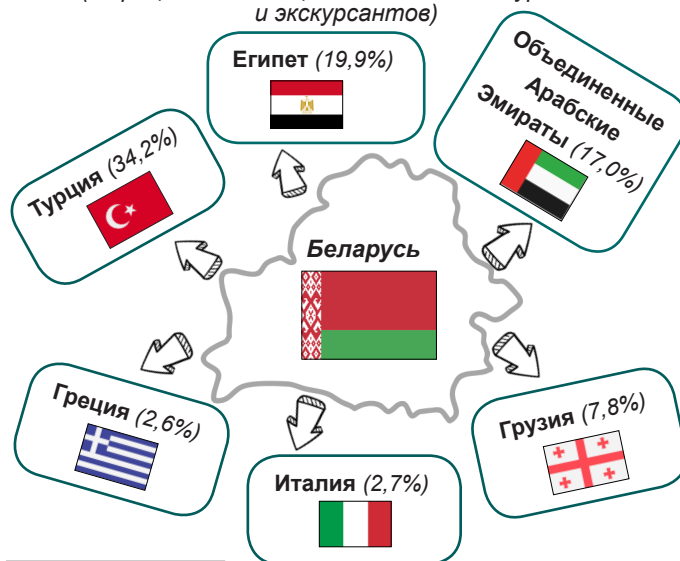 и экскурсантов)
Египет (19,9%)
Объединенные
Арабские
Эмираты (17,0%)
Турция (34,2%)
Беларусь
Греция (2,6%)
Грузия (7,8%)
Италия (2,7%)